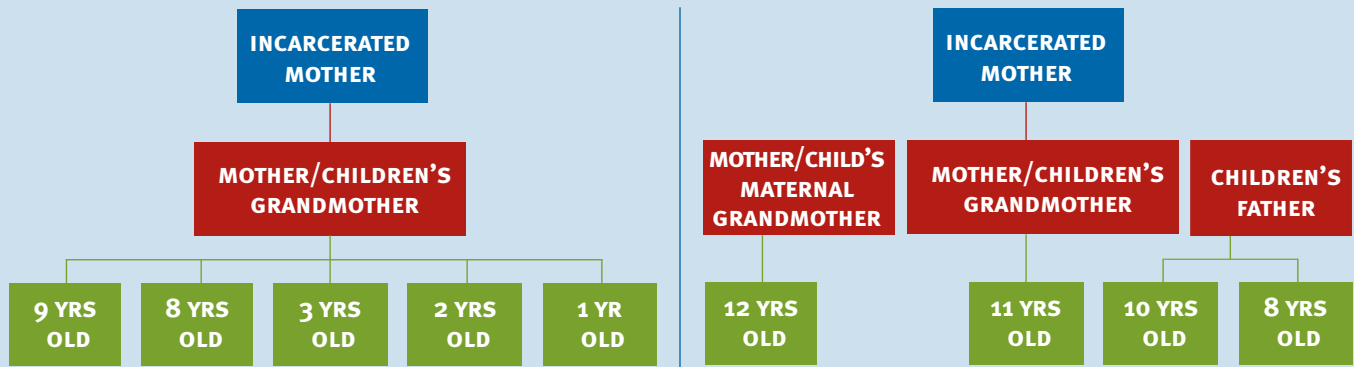 INCARCERATED
MOTHER
MOTHER/CHILDREN'S
GRANDMOTHER
9 YRS
OLD
8 YRS
OLD
3 YRS
OLD
2 YRS
OLD
1 YR
OLD
INCARCERATED
MOTHER
MOTHER/CHILD'S
MATERNAL
GRANDMOTHER
MOTHER/CHILDREN'S
GRANDMOTHER
CHILDREN'S
FATHER
12 YRS
OLD
11 YRS
OLD
10 YRS
OLD
8 YRS
OLD